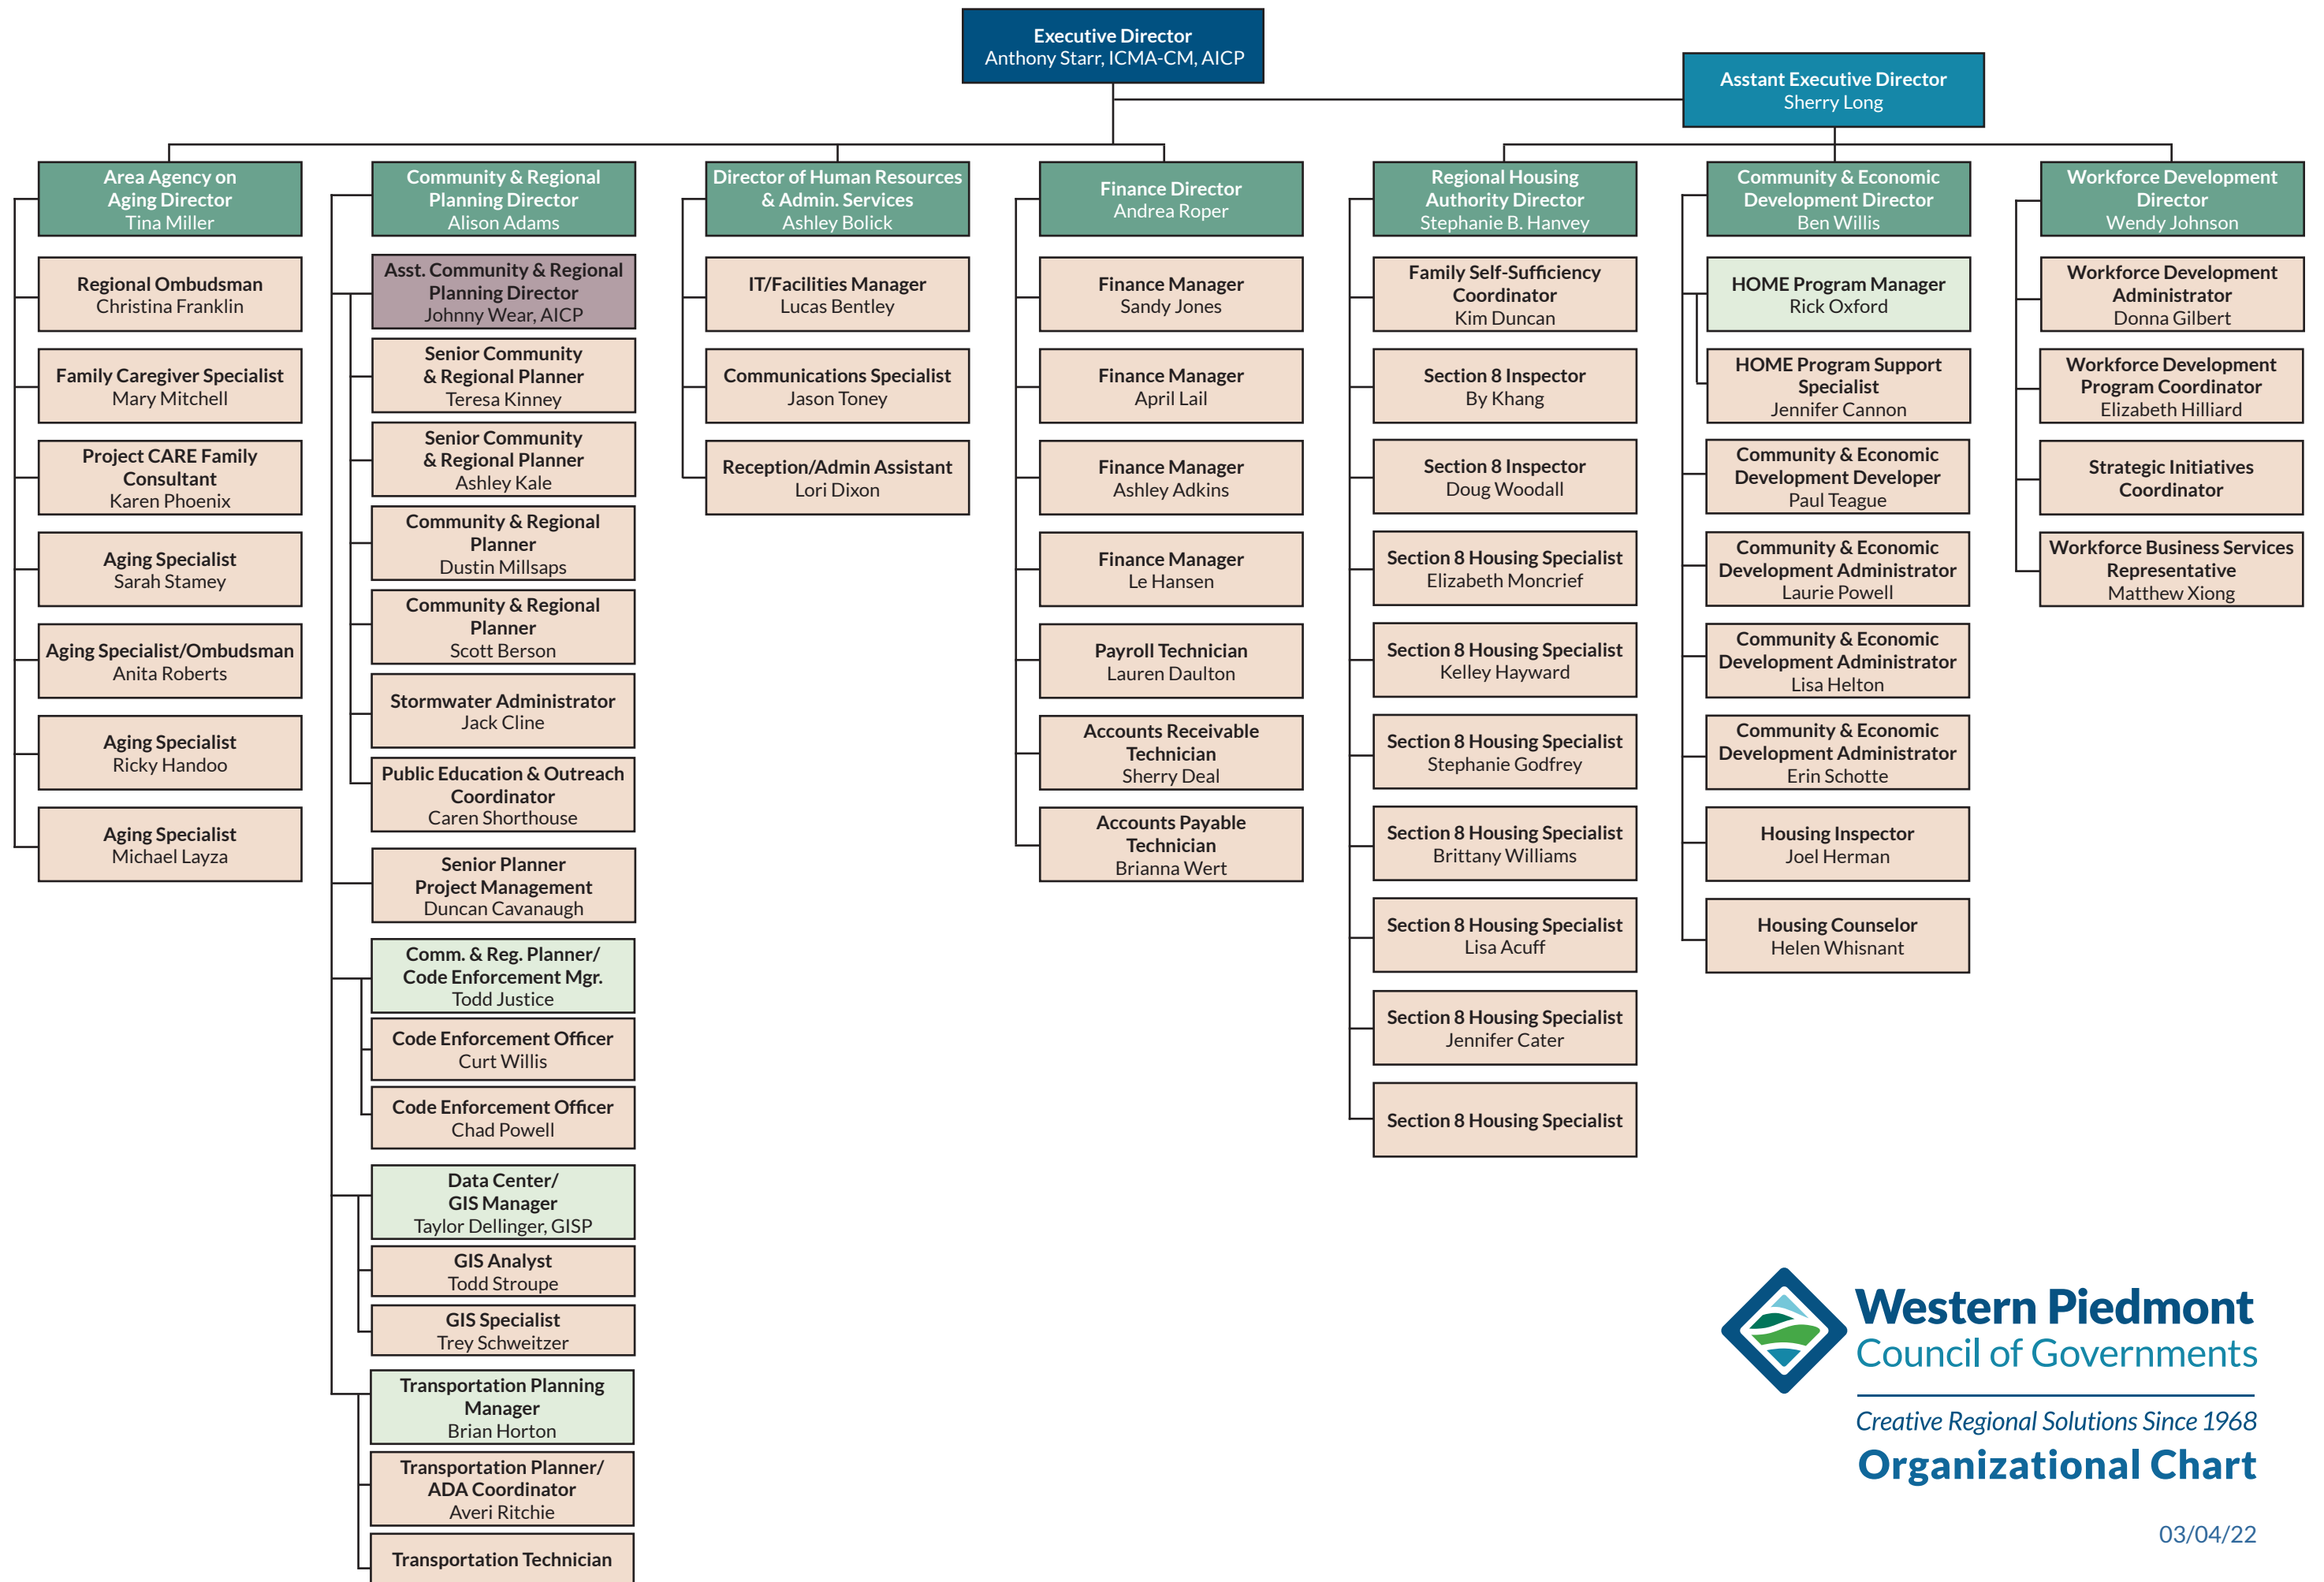 Executive Director
Anthony Starr, ICMA-CM, AICP
Asstant Executive Director
Sherry Long
Area Agency on
Aging Director
Tina Miller
Regional Ombudsman
Christina Franklin
Family Caregiver Specialist
Mary Mitchell
Project CARE Family
Consultant
Karen Phoenix
Aging Specialist
Sarah Stamey
Aging Specialist/Ombudsman
Anita Roberts
Aging Specialist
Ricky Handoo
Aging Specialist
Michael Layza
Community & Regional
Planning Director
Alison Adams
Asst. Community & Regional
Planning Director
Johnny Wear, AICP
Senior Community
& Regional Planner
Teresa Kinney
Senior Community
& Regional Planner
Ashley Kale
Community & Regional
Planner
Dustin Millsaps
Community & Regional
Planner
Scott Berson
Stormwater Administrator
Jack Cline
Public Education & Outreach
Coordinator
Caren Shorthouse
Senior Planner
Project Management
Duncan Cavanaugh
Comm. & Reg. Planner/
Code Enforcement Mgr.
Todd Justice
Code Enforcement Officer
Curt Willis
Code Enforcement Officer
Chad Powell
Data Center/
GIS Manager
Taylor Dellinger, GISP
GIS Analyst
Todd Stroupe
GIS Specialist
Trey Schweitzer
Transportation Planning
Manager
Brian Horton
Transportation Planner/
ADA Coordinator
Averi Ritchie
Transportation Technician
Director of Human Resources
& Admin. Services
Ashley Bolick
IT/Facilities Manager
Lucas Bentley
Communications Specialist
Jason Toney
Reception/Admin Assistant
Lori Dixon
Finance Director
Andrea Roper
Finance Manager
Sandy Jones
Finance Manager
April Lail
Finance Manager
Ashley Adkins
Finance Manager
Le Hansen
Payroll Technician
Lauren Daulton
Accounts Receivable
Technician
Sherry Deal
Accounts Payable
Technician
Brianna Wert
Regional Housing
Authority Director
Stephanie B. Hanvey
Family Self-Sufficiency
Coordinator
Kim Duncan
Section 8 Inspector
By Khang
Section 8 Inspector
Doug Woodall
Section 8 Housing Specialist
Elizabeth Moncrief
Section 8 Housing Specialist
Kelley Hayward
Section 8 Housing Specialist
Stephanie Godfrey
Section 8 Housing Specialist
Brittany Williams
Section 8 Housing Specialist
Lisa Acuff
Section 8 Housing Specialist
Jennifer Cater
Section 8 Housing Specialist
Community & Economic
Development Director
Ben Willis
HOME Program Manager
Rick Oxford
HOME Program Support
Specialist
Jennifer Cannon
Community & Economic
Development Developer
Paul Teague
Community & Economic
Development Administrator
Laurie Powell
Community & Economic
Development Administrator
Lisa Helton
Community & Economic
Development Administrator
Erin Schotte
Housing Inspector
Joel Herman
Housing Counselor
Helen Whisnant
Workforce Development
Director
Wendy Johnson
Workforce Development
Administrator
Donna Gilbert
Workforce Development
Program Coordinator
Elizabeth Hilliard
Strategic Initiatives
Coordinator
Workforce Business Services
Representative
Matthew Xiong
Western Piedmont
Council of Governments
Creative Regional Solutions Since 1968
Organizational Chart
03/04/22